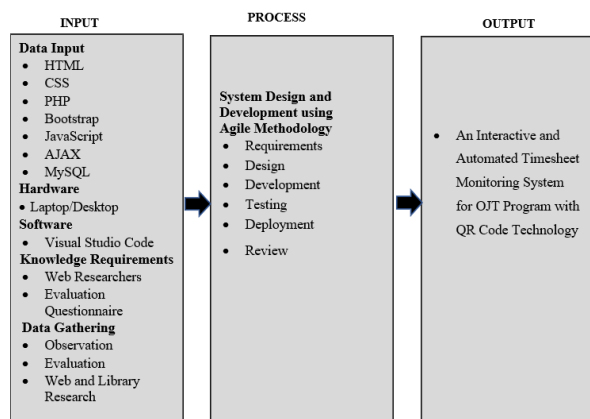 INPUT
Data Input
• HTML
• CSS
• PHP
• Bootstrap
• JavaScript
• AJAX
• MySQL
Hardware
• Laptop/Desktop
Software
• Visual Studio Code
Knowledge Requirements
• Web Researchers
• Evaluation
Questionnaire
Data Gathering
• Observation
• Evaluation
• Web and Library
Research
PROCESS
System Design and
Development using
Agile Methodology
• Requirements
• Design
• Development
• Testing
• Deployment
• Review
OUTPUT
• An Interactive and
Automated Timesheet
Monitoring System
for OJT Program with
QR Code Technology